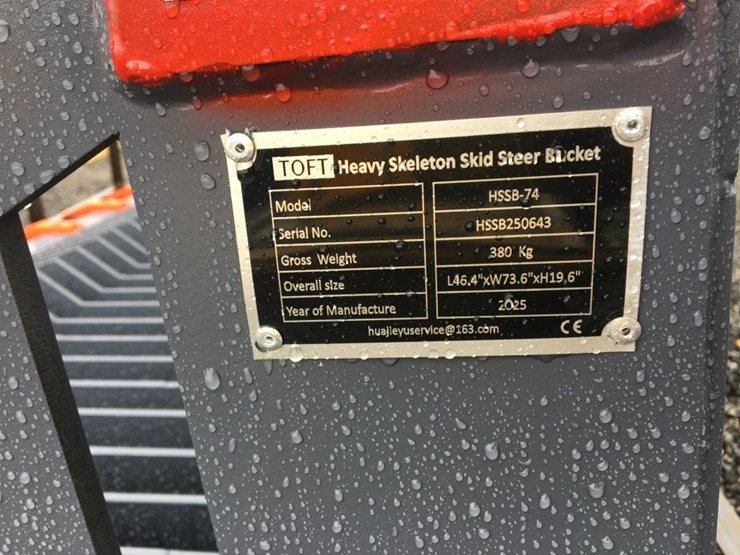 TOFT Heavy Skeleton Skid Steer Bucket
Model HSSB-74
Serial No. HSSB250643
Gross Weight 380 Kg
Overall size L46.4"xW73.6"xH19,6"
Year of Manufacture 2025
huajieyuservice@163.com CE